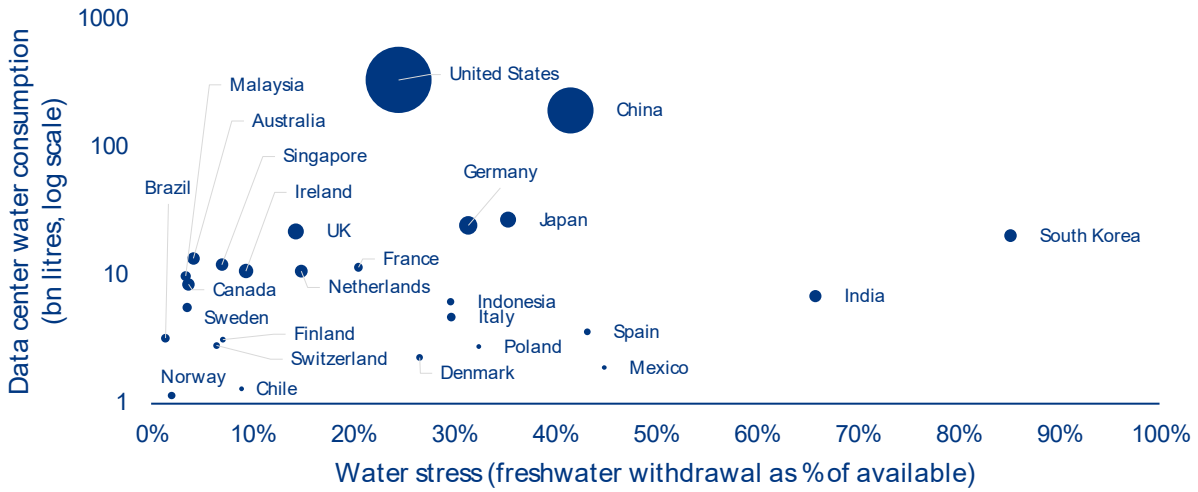 Data center water consumption
(bn litres, log scale)
1000
100
10
1
United States
China
Malaysia
Australia
Singapore
Germany
Brazil
Ireland
Japan
UK
South Korea
France
Netherlands
Canada
India
Indonesia
Sweden
Italy
Finland
Spain
Switzerland
Poland
Denmark
Mexico
Norway
Chile
0% 10% 20% 30% 40% 50% 60% 70% 80% 90% 100%
Water stress (freshwater withdrawal as % of available)